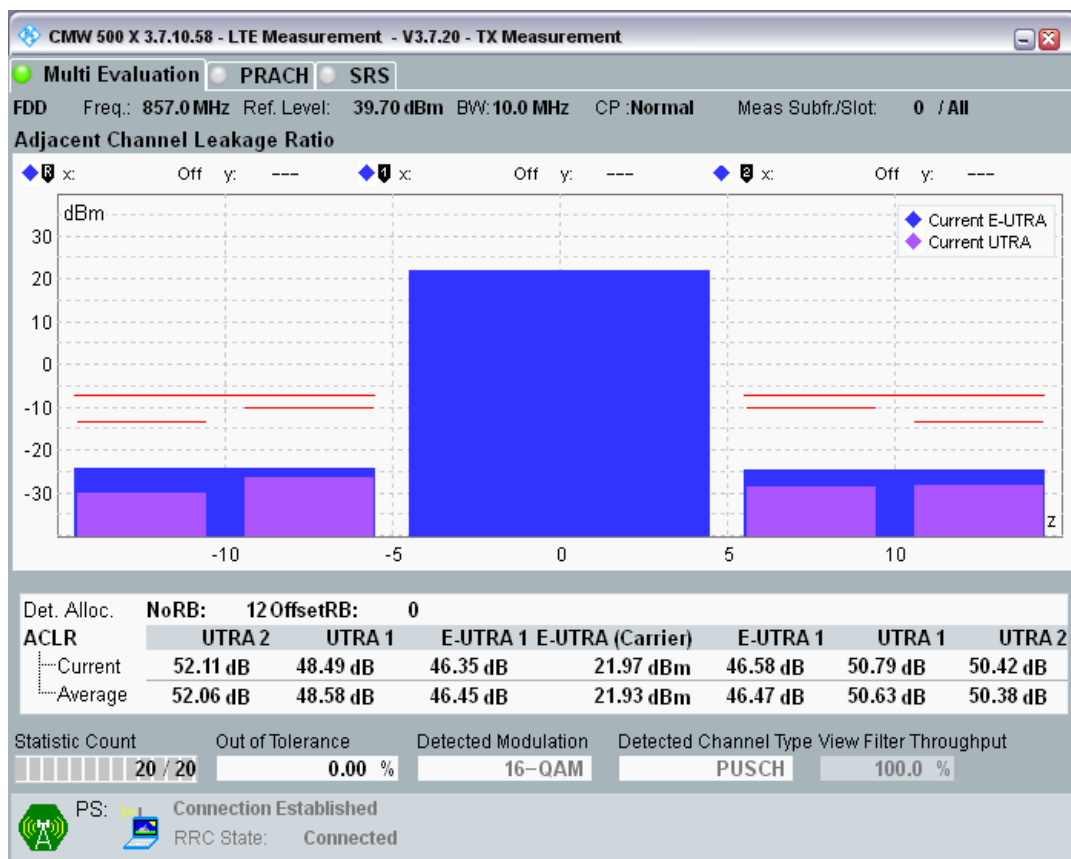 CMW 500 X 3.7.10.58 - LTE Measurement - V3.7.20 - TX Measurement
Multi Evaluation PRACH SRS
FDD Freq.: 857.0 MHz Ref. Level: 39.70 dBm BW: 10.0 MHz CP :Normal Meas Subfr./Slot: 0 / All
Adjacent Channel Leakage Ratio
R x: Off y: --- 1 x: Off y: --- 2 x: Off y: ---
dBm
Current E-UTRA
Current UTRA
30
20
10
0
-10
-20
-30
z
-10 -5 0 5 10
Det. Alloc. NoRB: 12 OffsetRB: 0
ACLR UTRA 2 UTRA 1 E-UTRA 1 E-UTRA (Carrier) E-UTRA 1 UTRA 1 UTRA 2
Current 52.11 dB 48.49 dB 46.35 dB 21.97 dBm 46.58 dB 50.79 dB 50.42 dB
Average 52.06 dB 48.58 dB 46.45 dB 21.93 dBm 46.47 dB 50.63 dB 50.38 dB
Statistic Count Out of Tolerance Detected Modulation Detected Channel Type View Filter Throughput
20 / 20 0.00 % 16-QAM PUSCH 100.0 %
PS: Connection Established
RRC State: Connected